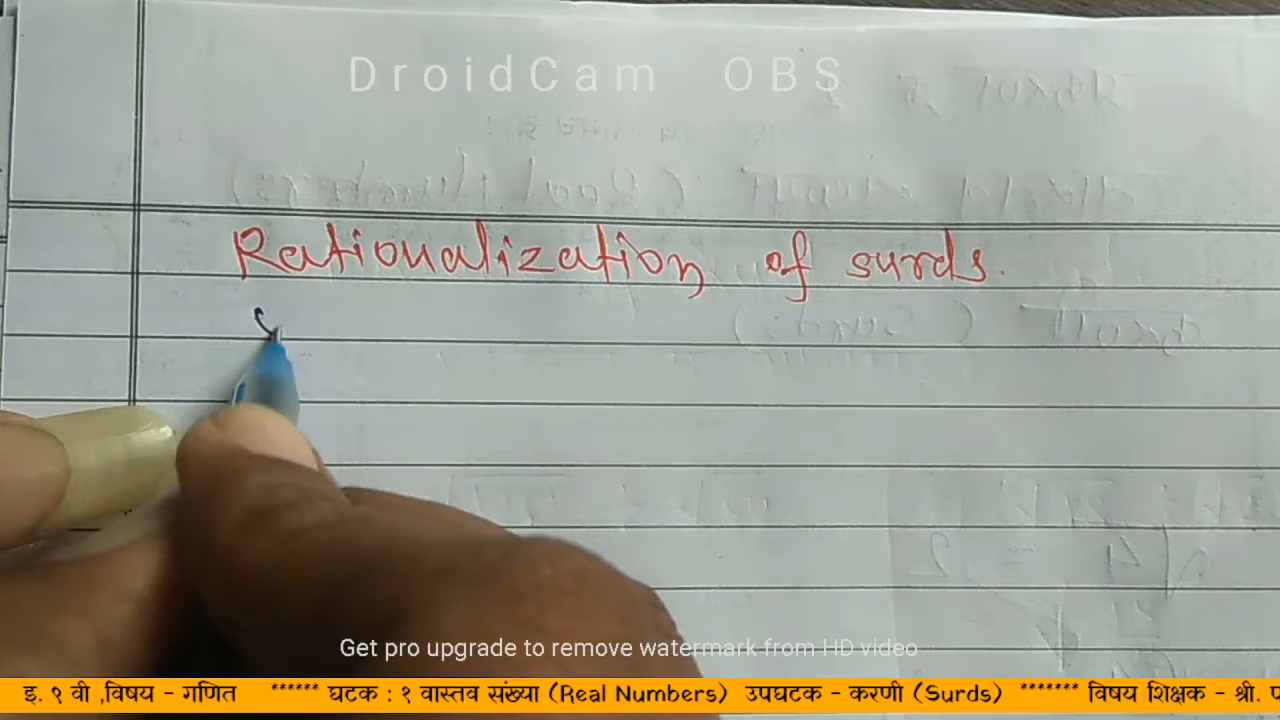 DroidCam OBS
Rationalization of surds.
Get pro upgrade to remove watermark from HD video
इ. ९ वी ,विषय - गणित ****** घटक : १ वास्तव संख्या (Real Numbers) उपघटक - करणी (Surds) ******* विषय शिक्षक - श्री.